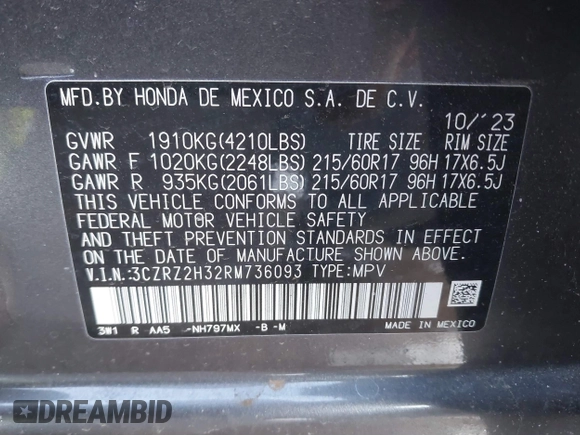 MFD.BY HONDA DE MEXICO S.A. DE C.V.
10/'23
GVWR 1910KG(4210LBS) TIRE SIZE RIM SIZE
GAWR F 1020KG(2248LBS) 215/60R17 96H 17X6.5J
GAWR R 935KG(2061LBS) 215/60R17 96H 17X6.5J
THIS VEHICLE CONFORMS TO ALL APPLICABLE
FEDERAL MOTOR VEHICLE SAFETY
AND THEFT PREVENTION STANDARDS IN EFFECT
ON THE DATE OF MANUFACTURE SHOWN ABOVE.
V.I.N.:3CZRZ2H32RM736093 TYPE:MPV
3W1 R AA5 -NH797MX -B -M
MADE IN MEXICO
DREAMBID